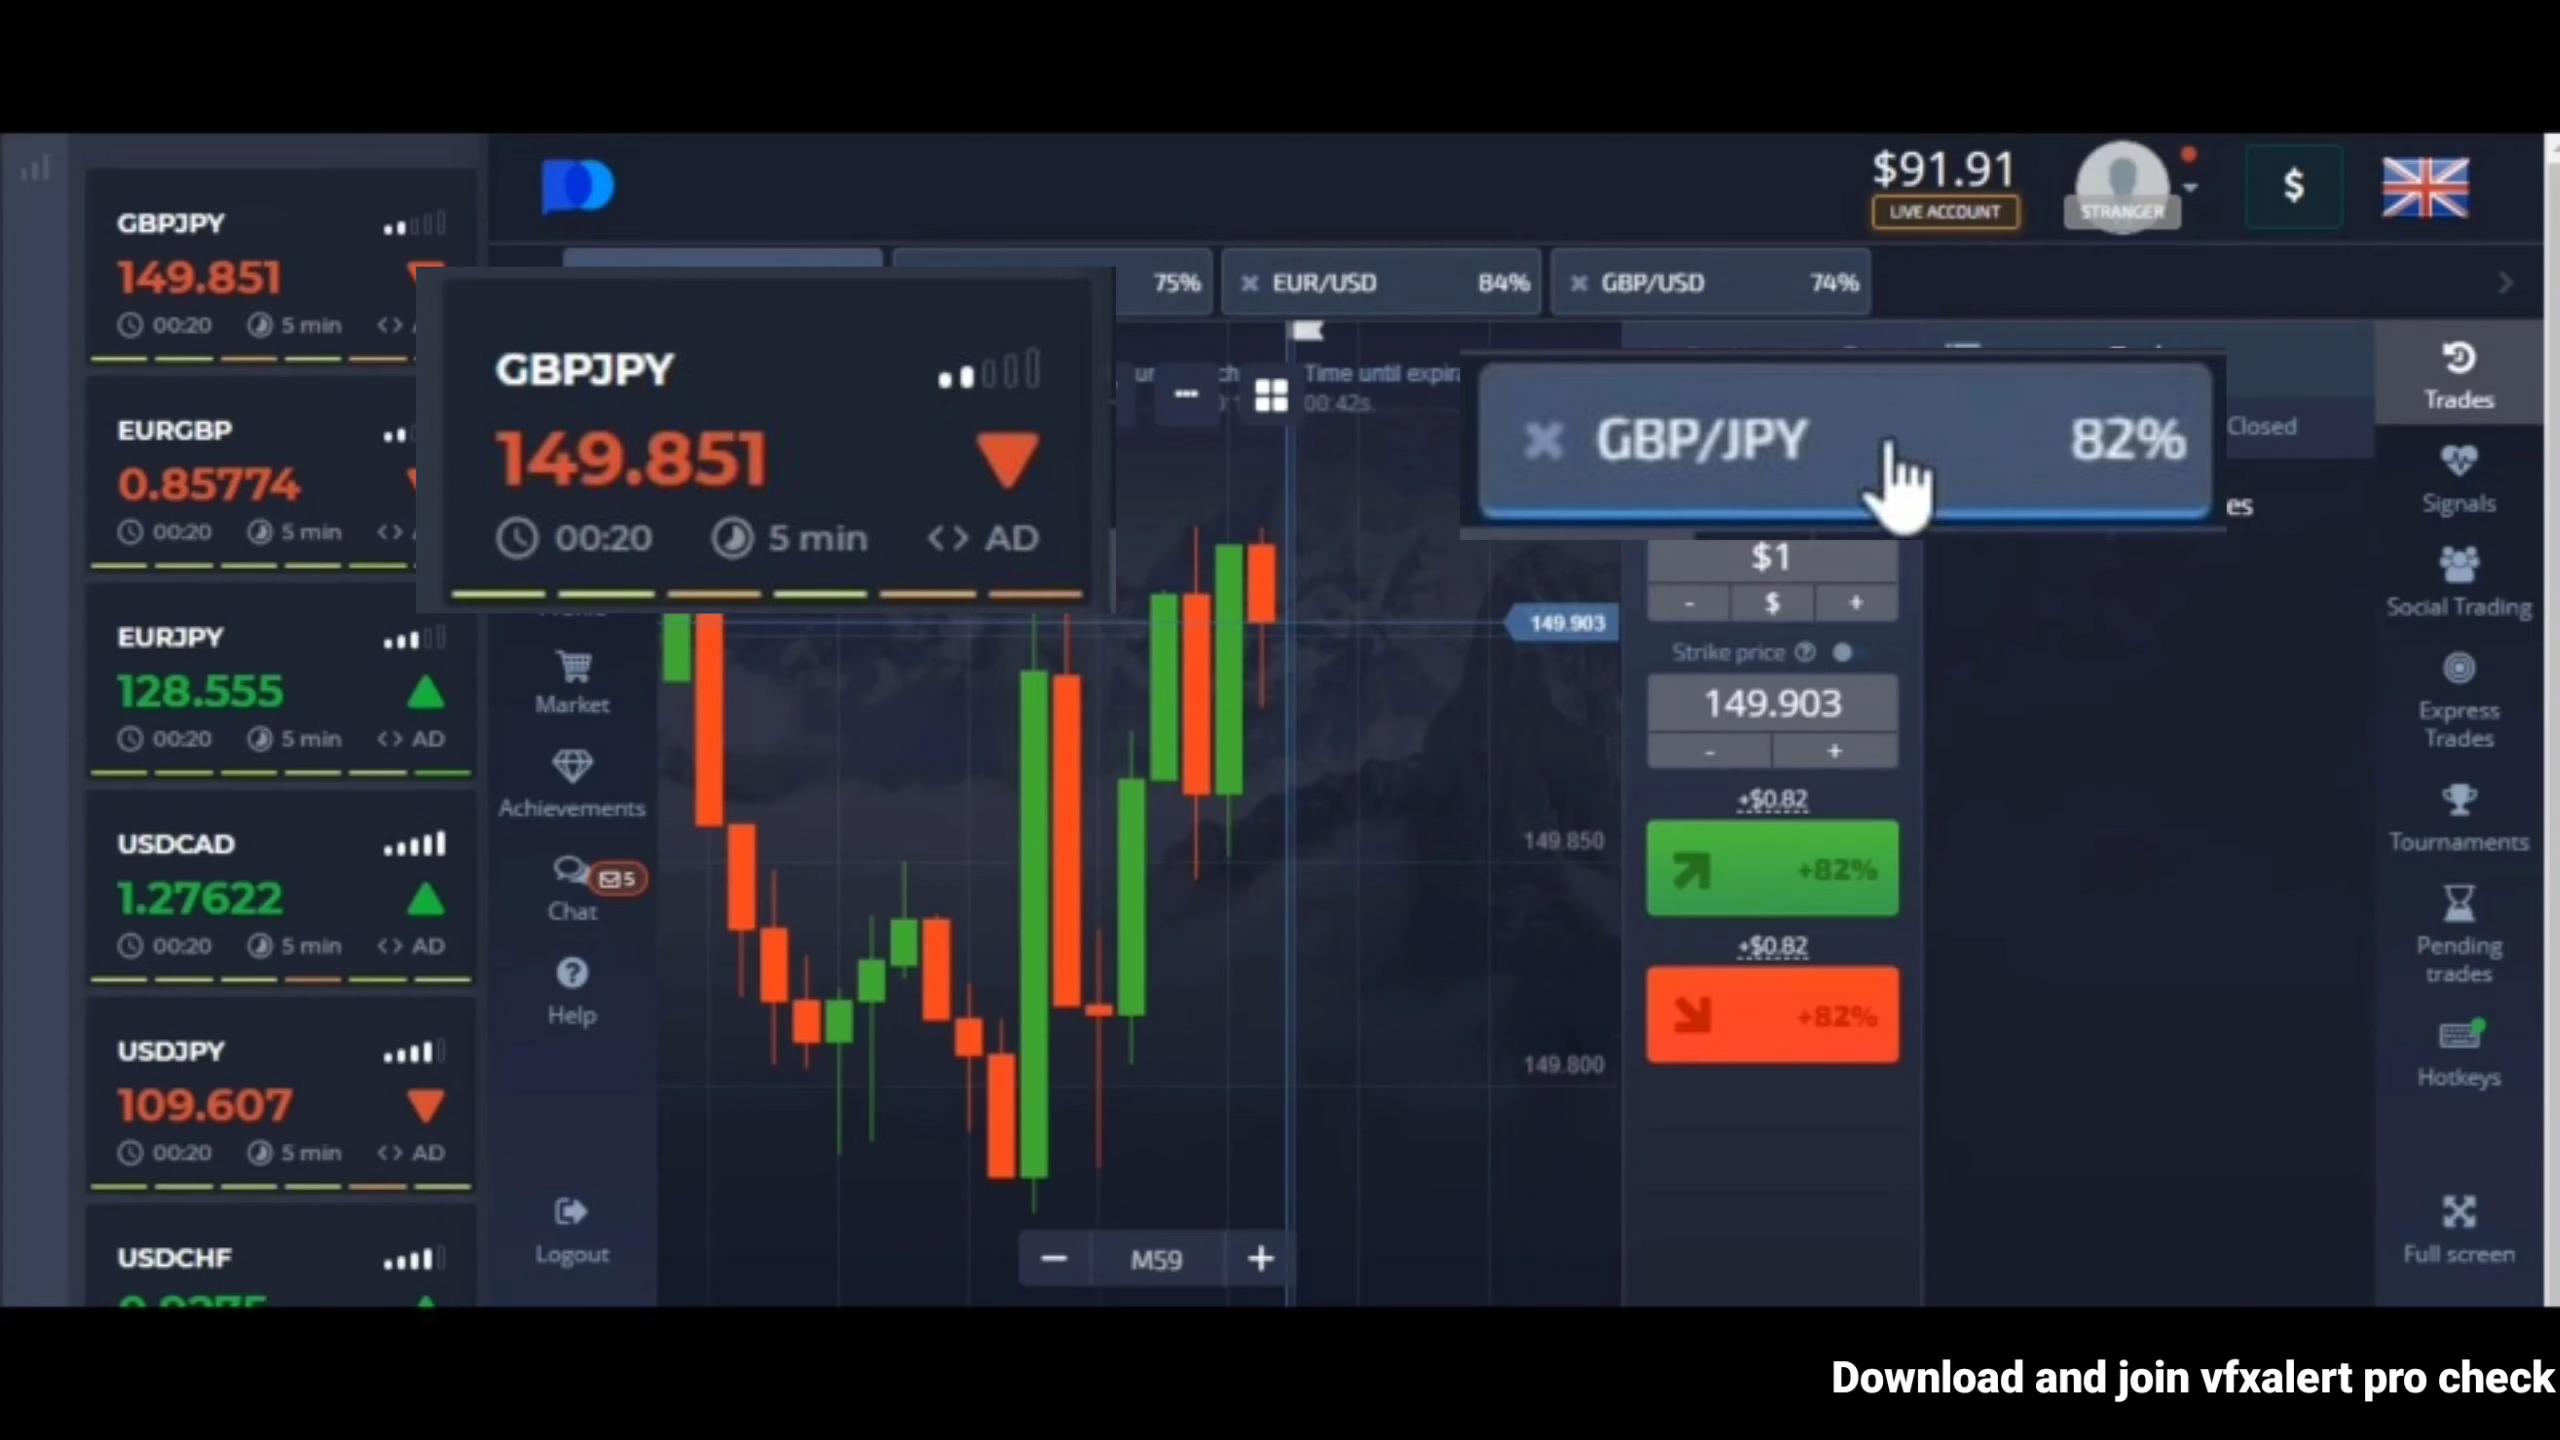 $91.91
LIVE ACCOUNT
STRANGER
$
GBPJPY
149.851
00:20 5 min <>
EURGBP
0.85774
00:20 5 min <>
EURJPY
128.555
00:20 5 min <> AD
USDCAD
1.27622
00:20 5 min <> AD
USDJPY
109.607
00:20 5 min <> AD
USDCHF
75%
EUR/USD 84%
GBP/USD 74%
GBPJPY
149.851
00:20 5 min <> AD
Time until
00:42s.
GBP/JPY 82%
Closed
Market
Achievements
5
Chat
Help
Logout
149.903
149.850
149.800
M59
$1
- $ +
Strike price
149.903
- +
+$0.82
+82%
+$0.82
+82%
Trades
Signals
Social Trading
Express
Trades
Tournaments
Pending
trades
Hotkeys
Full screen
Download and join vfxalert pro check